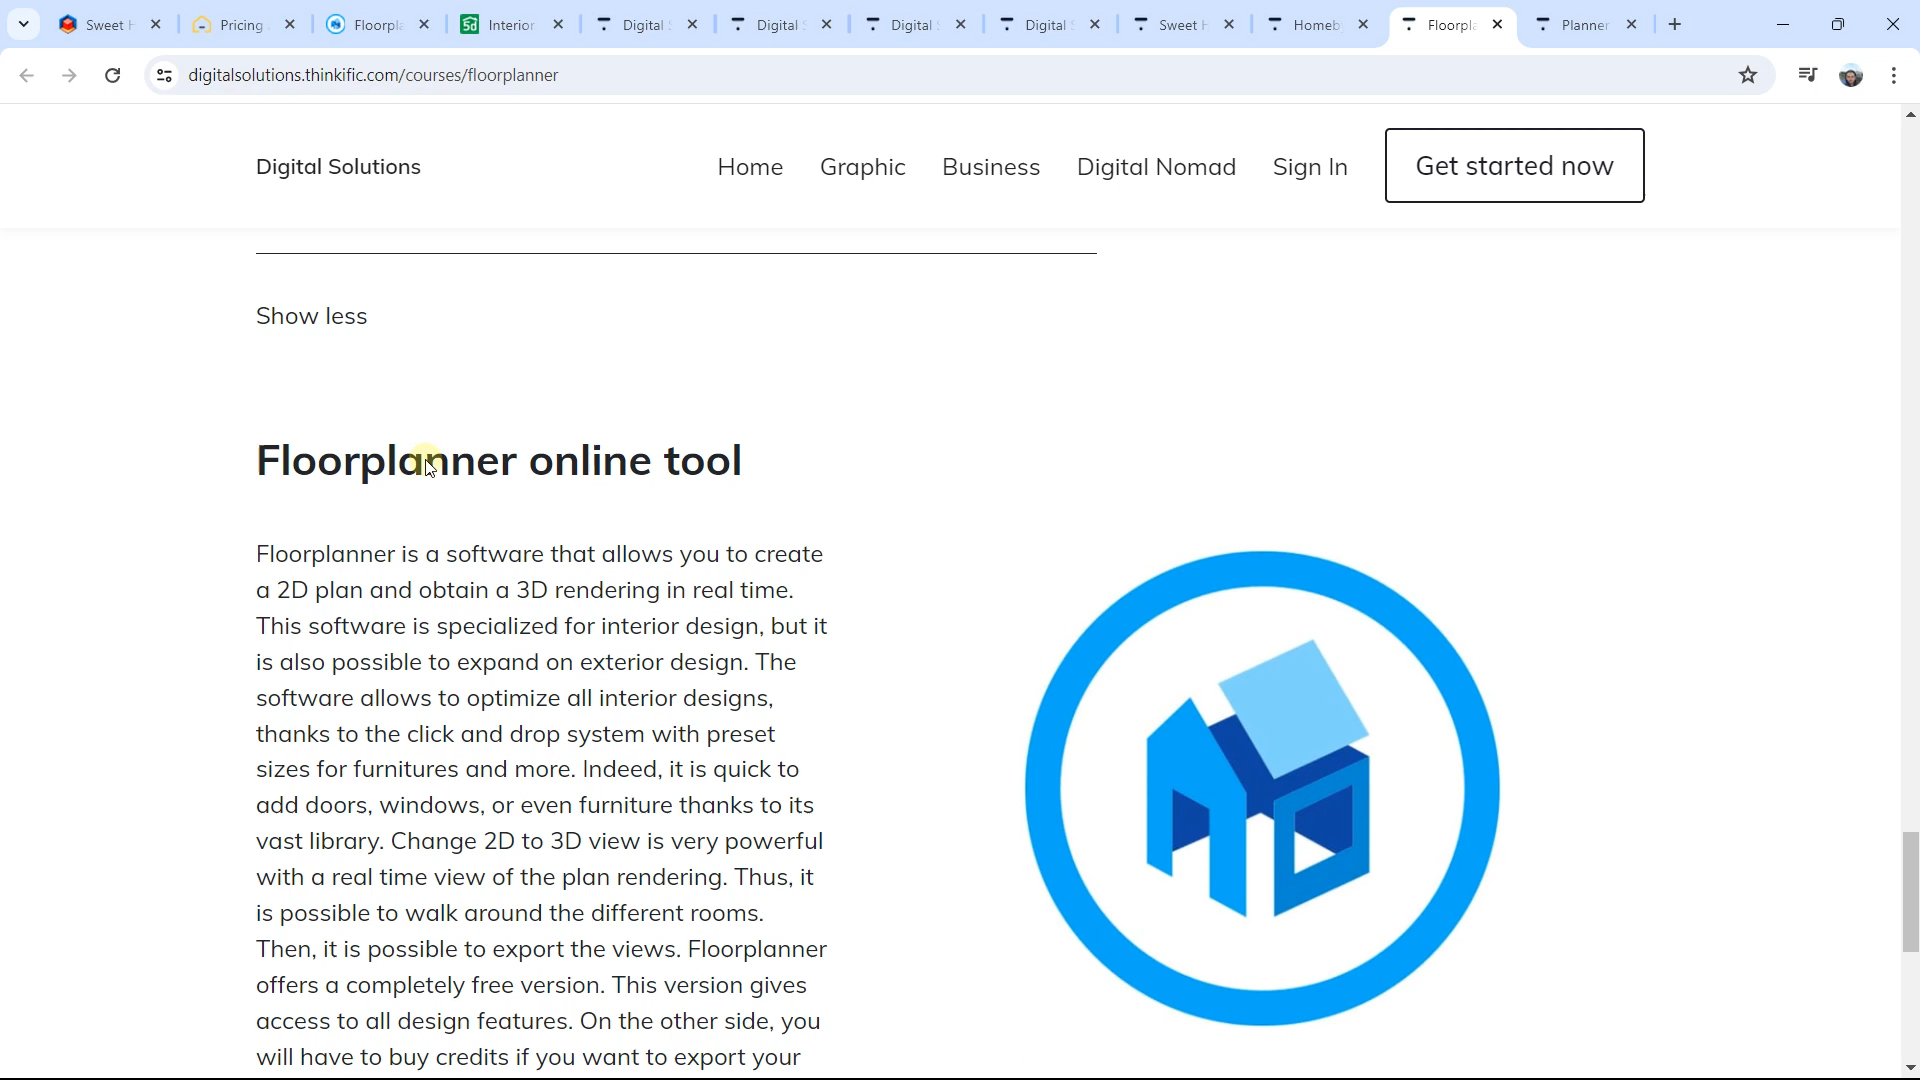 Sweet H
Pricing
Floorpla
Interior
Digital S
Digital S
Digital S
Digital S
Sweet H
Homeb
Floorpla
Planner
digitalsolutions.thinkific.com/courses/floorplanner
Digital Solutions
Home
Graphic
Business
Digital Nomad
Sign In
Get started now
Show less
Floorplanner online tool
Floorplanner is a software that allows you to create
a 2D plan and obtain a 3D rendering in real time.
This software is specialized for interior design, but it
is also possible to expand on exterior design. The
software allows to optimize all interior designs,
thanks to the click and drop system with preset
sizes for furnitures and more. Indeed, it is quick to
add doors, windows, or even furniture thanks to its
vast library. Change 2D to 3D view is very powerful
with a real time view of the plan rendering. Thus, it
is possible to walk around the different rooms.
Then, it is possible to export the views. Floorplanner
offers a completely free version. This version gives
access to all design features. On the other side, you
will have to buy credits if you want to export your